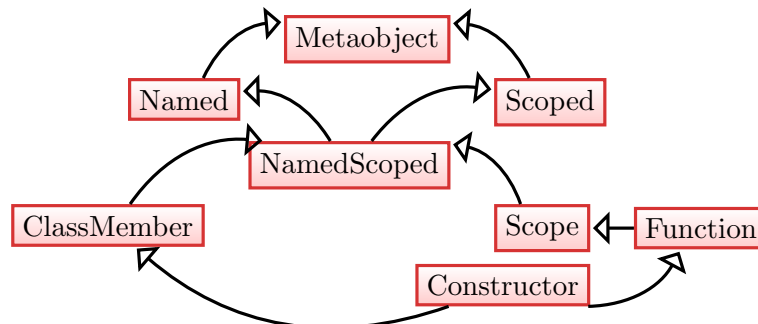 Metaobject
Named
Scoped
NamedScoped
ClassMember
Scope
Function
Constructor